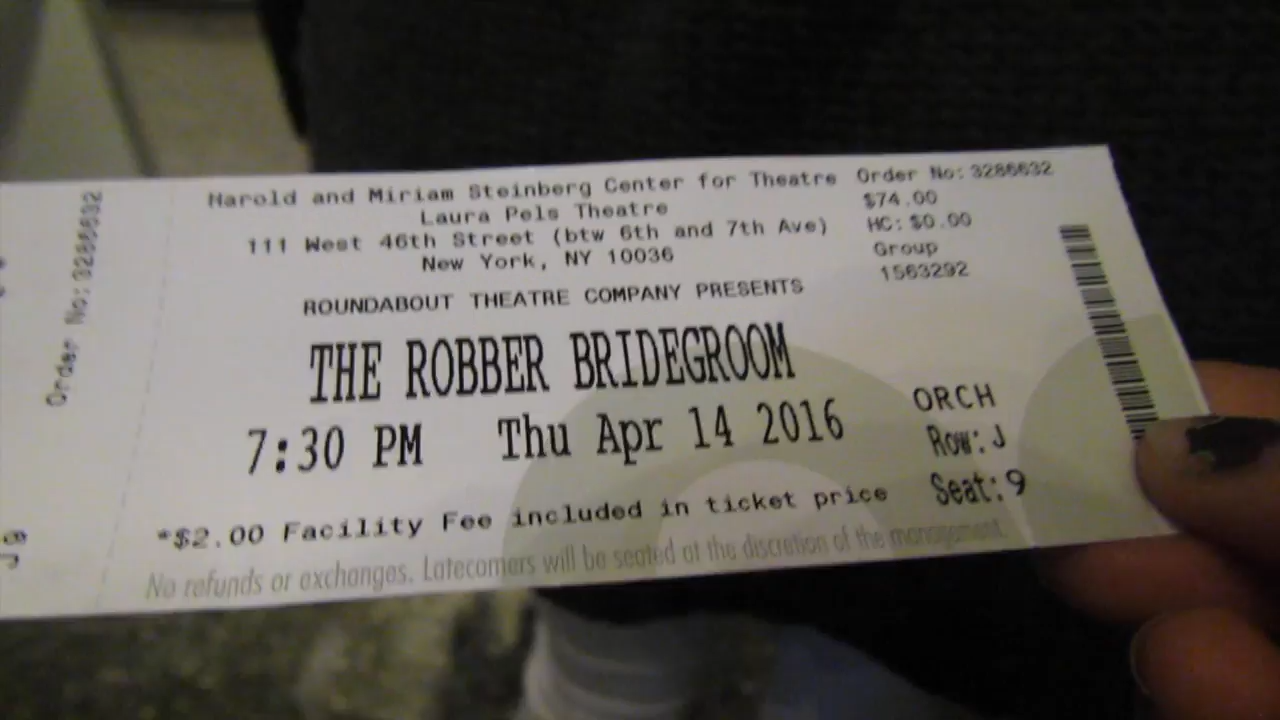 Order No:3286632
Harold and Miriam Steinberg Center for Theatre
Laura Pels Theatre
111 West 46th Street (btw 6th and 7th Ave)
New York, NY 10036
ROUNDABOUT THEATRE COMPANY PRESENTS
THE ROBBER BRIDEGROOM
7:30 PM Thu Apr 14 2016
*$2.00 Facility Fee included in ticket price
No refunds or exchanges. Latecomers will be seated at the discretion of the management.
Order No:3286632
$74.00
HC:$0.00
Group
1563292
ORCH
Row:J
Seat:9